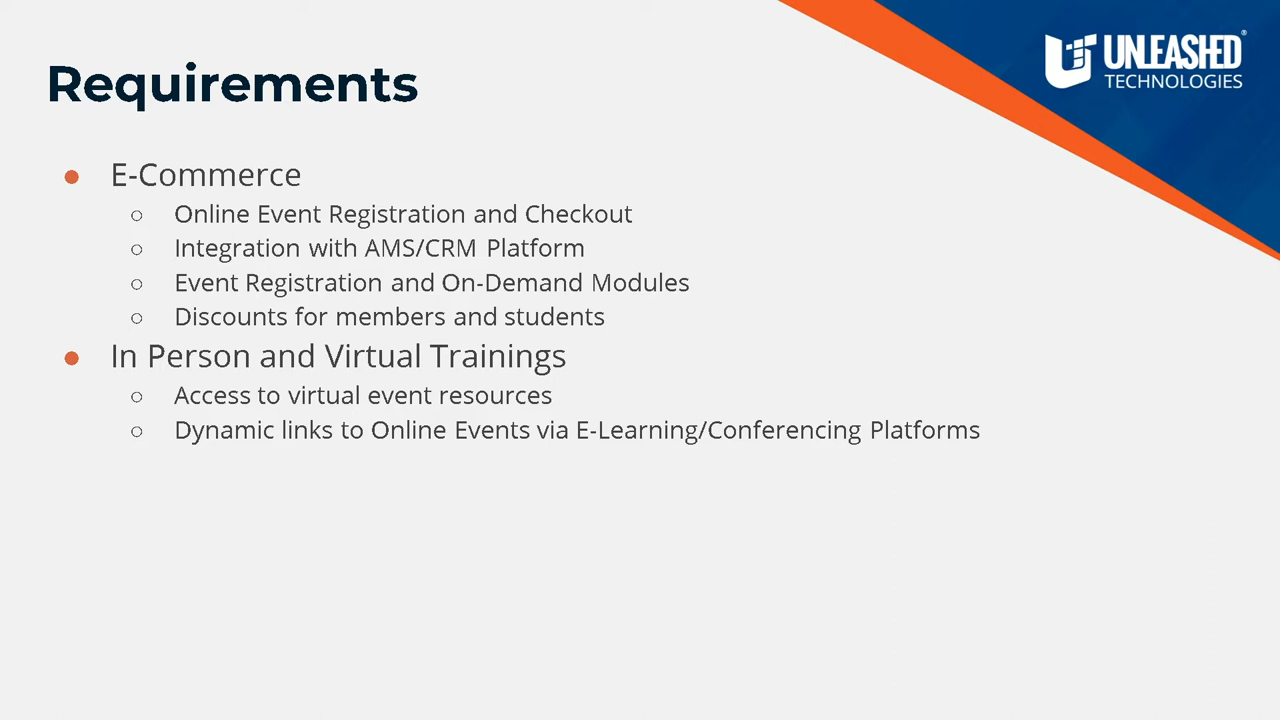 UNLEASHED®
TECHNOLOGIES
Requirements
● E-Commerce
○ Online Event Registration and Checkout
○ Integration with AMS/CRM Platform
○ Event Registration and On-Demand Modules
○ Discounts for members and students
● In Person and Virtual Trainings
○ Access to virtual event resources
○ Dynamic links to Online Events via E-Learning/Conferencing Platforms